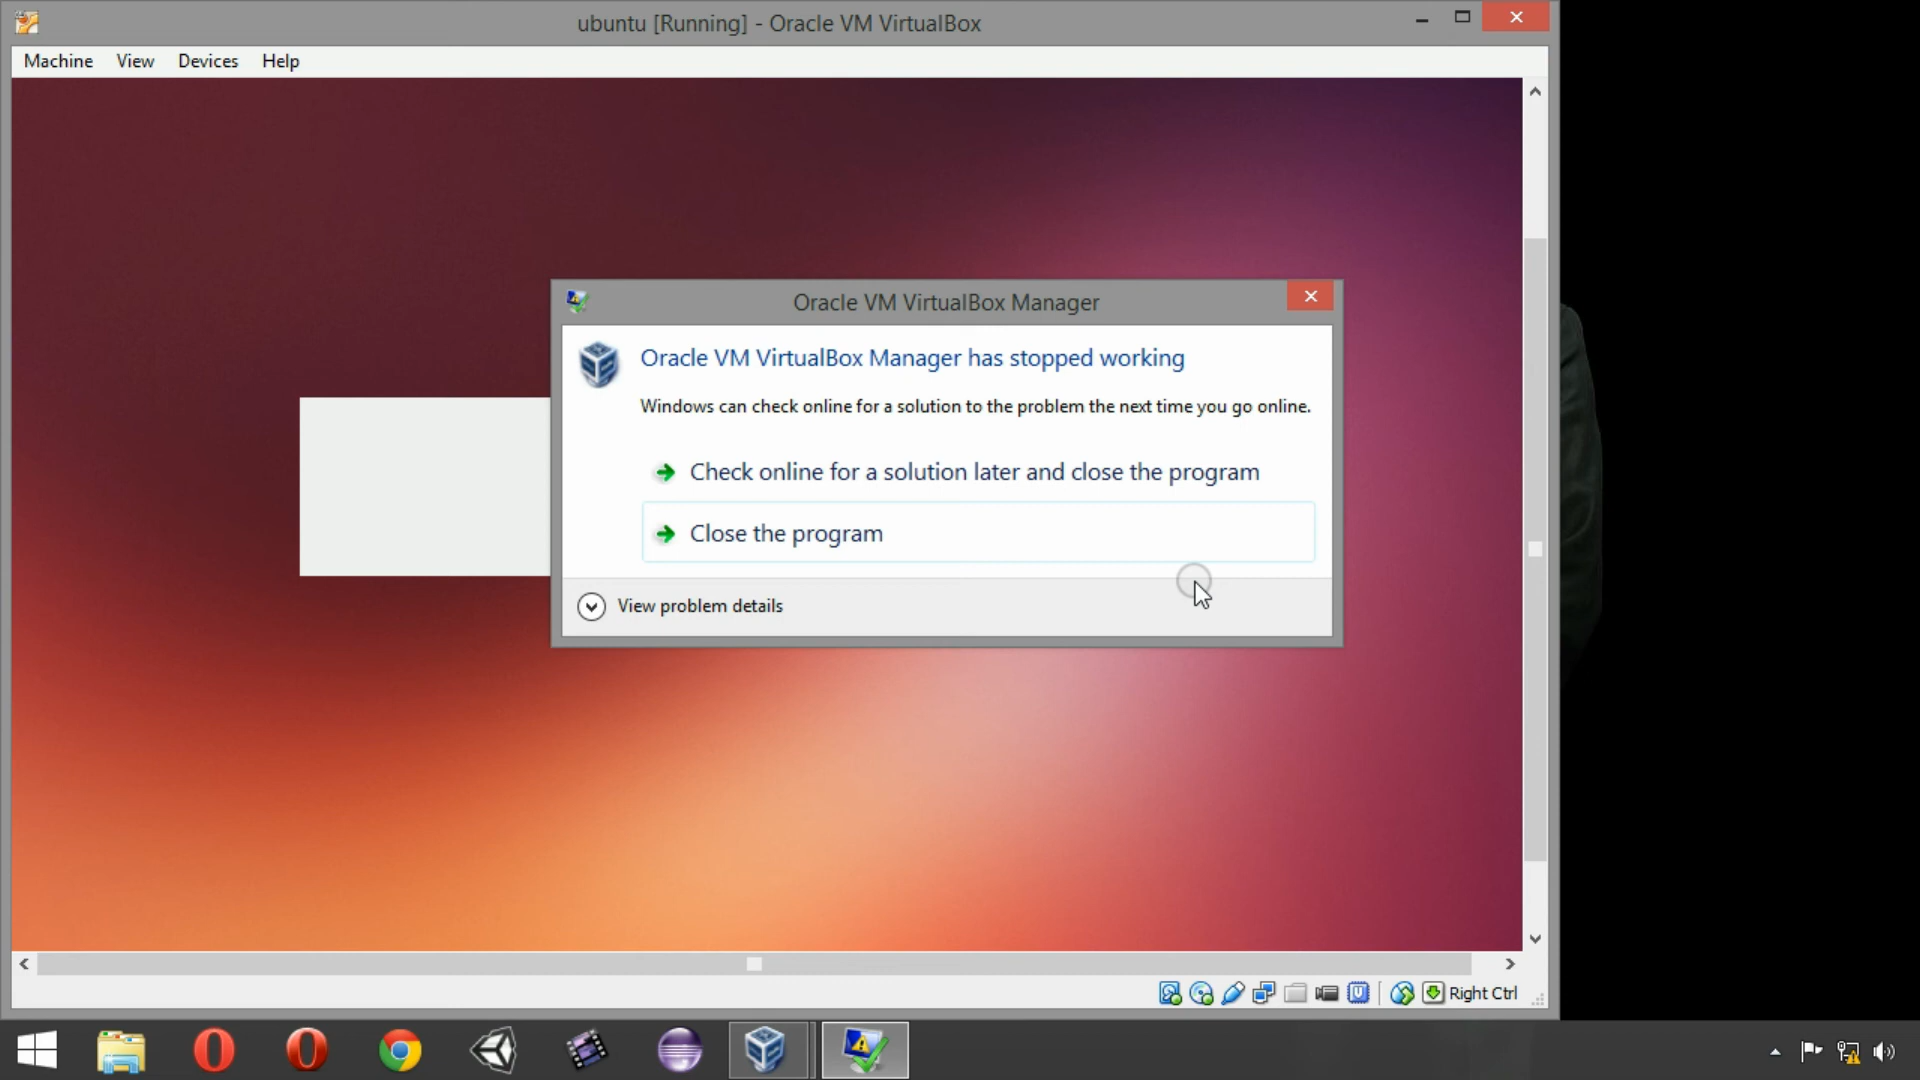 ubuntu [Running] - Oracle VM VirtualBox
Machine View Devices Help
Oracle VM VirtualBox Manager
Oracle VM VirtualBox Manager has stopped working
Windows can check online for a solution to the problem the next time you go online.
Check online for a solution later and close the program
Close the program
View problem details
Right Ctrl